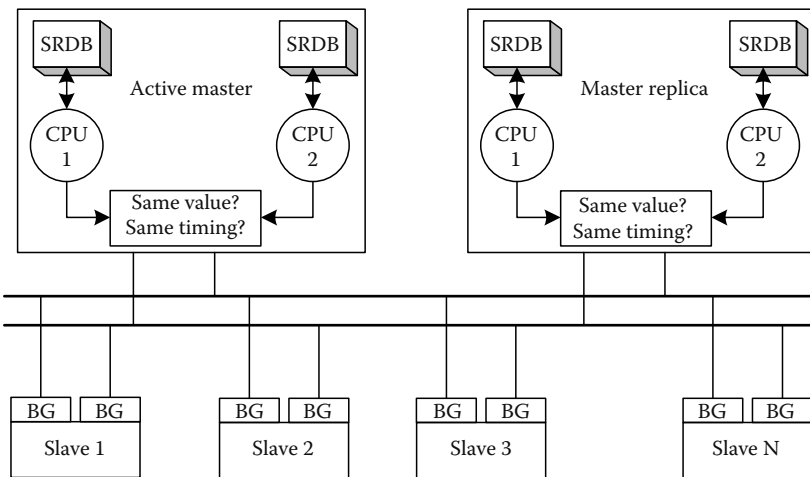 SRDB
SRDB
Active master
CPU
1
CPU
2
Same value?
Same timing?
SRDB
SRDB
Master replica
CPU
1
CPU
2
Same value?
Same timing?
BG
BG
Slave 1
BG
BG
Slave 2
BG
BG
Slave 3
BG
BG
Slave N